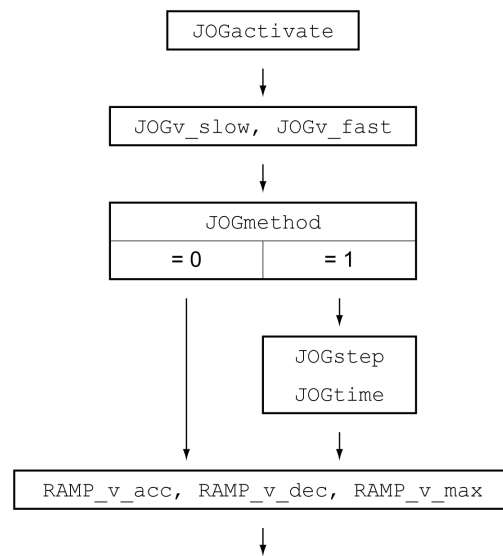 JOGactivate
JOGv_slow, JOGv_fast
JOGmethod
= 0
= 1
JOGstep
JOGtime
RAMP_v_acc, RAMP_v_dec, RAMP_v_max